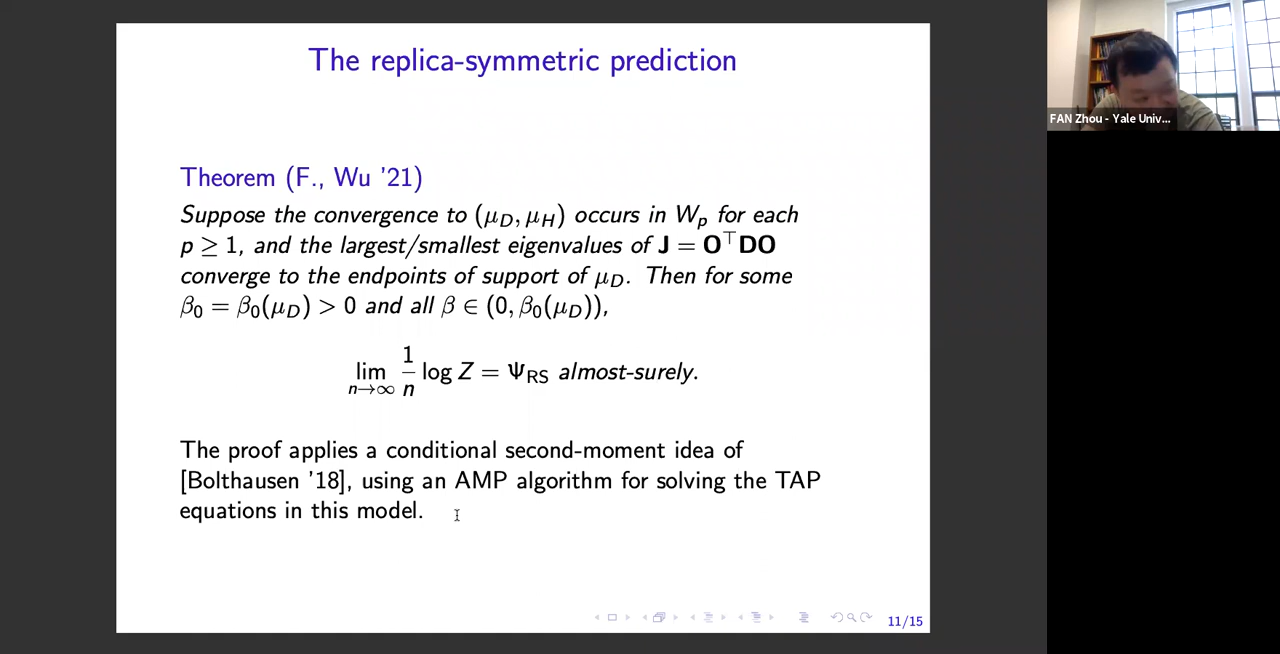 The replica-symmetric prediction
Theorem (F., Wu '21)
Suppose the convergence to (μ_D, μ_H) occurs in W_p for each
p ≥ 1, and the largest/smallest eigenvalues of J = O^⊤DO
converge to the endpoints of support of μ_D. Then for some
β_0 = β_0(μ_D) > 0 and all β ∈ (0, β_0(μ_D)),
lim_{n→∞} 1/n log Z = Ψ_RS almost-surely.
The proof applies a conditional second-moment idea of
[Bolthausen '18], using an AMP algorithm for solving the TAP
equations in this model.
11/15
FAN Zhou - Yale Univ...